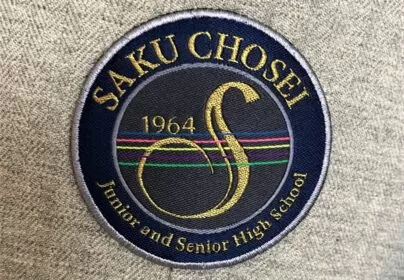 SAKU CHOSEI
1964
S
Junior and Senior High School